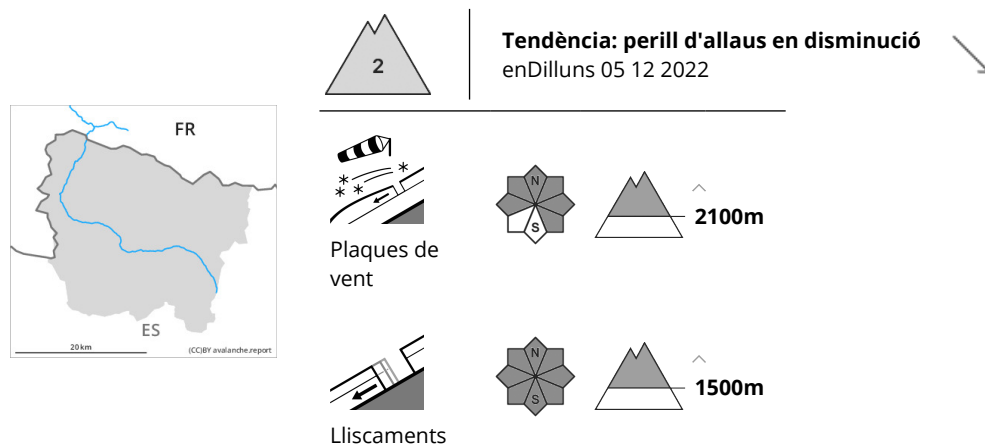 2
Tendència: perill d'allaus en disminució
enDilluns 05 12 2022
FR
ES
20 km
(CC)BY avalanche.report
N
S
2100m
Plaques de
vent
N
S
1500m
Lliscaments